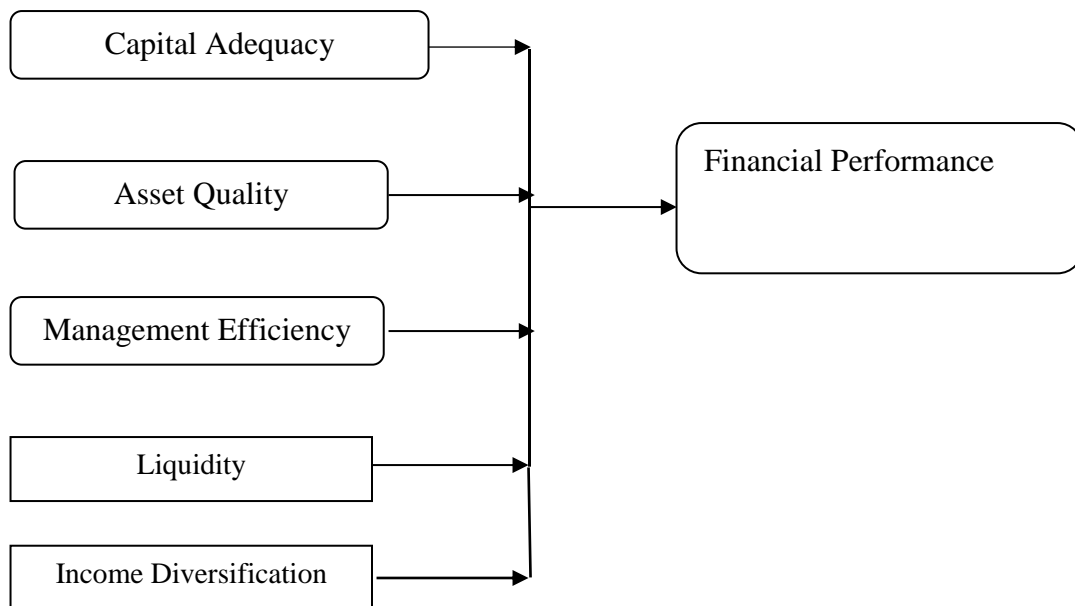 Capital Adequacy
Asset Quality
Financial Performance
Management Efficiency
Liquidity
Income Diversification